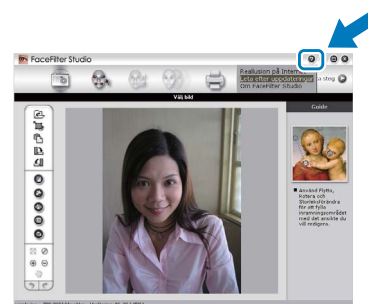 FaceFilter Studio
Reallusion på Internet
Leta efter uppdateringar
Om FaceFilter Studio
a steg
Välj bild
Guide
Använd Flytta,
Rotera och
Storleksförändra
för att fylla
inramningsområdet
med det ansikte du
vill redigera.